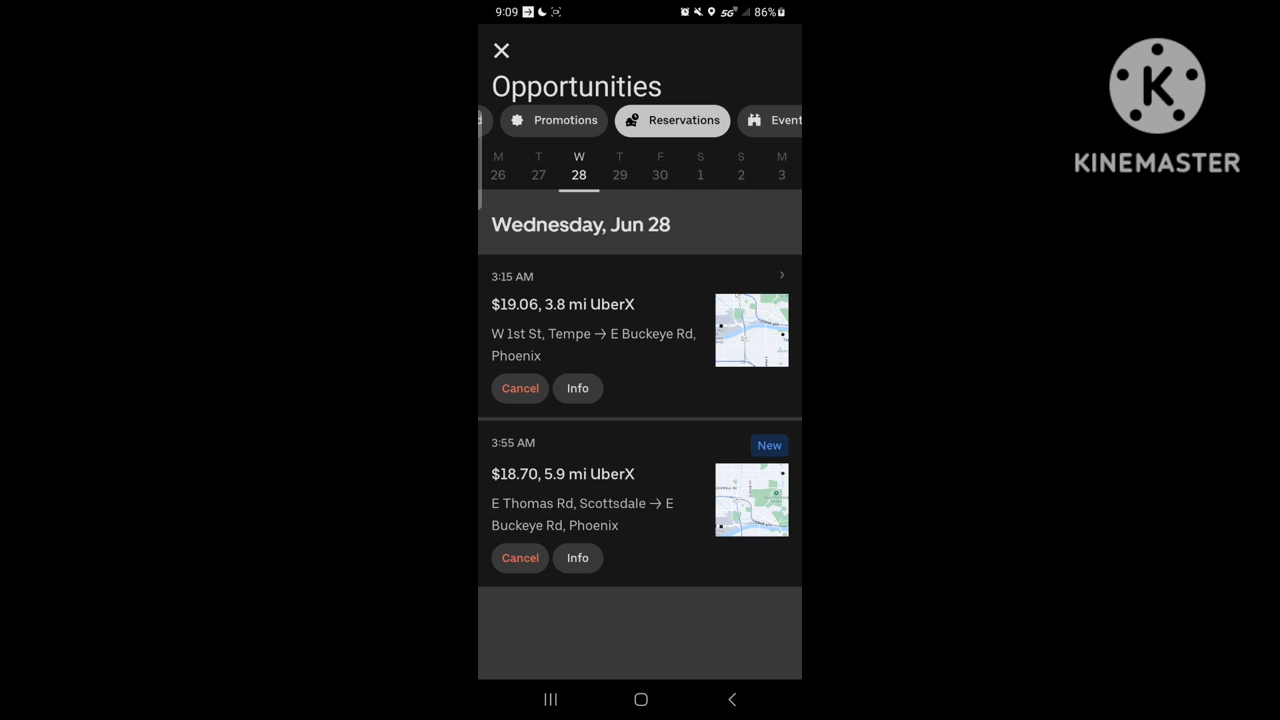 9:09
5G
86%
Opportunities
d
Promotions
Reservations
Event
M T W T F S S M
26 27 28 29 30 1 2 3
Wednesday, Jun 28
3:15 AM
$19.06, 3.8 mi UberX
W 1st St, Tempe → E Buckeye Rd,
Phoenix
Cancel
Info
3:55 AM
New
$18.70, 5.9 mi UberX
E Thomas Rd, Scottsdale → E
Buckeye Rd, Phoenix
Cancel
Info
K
KINEMASTER